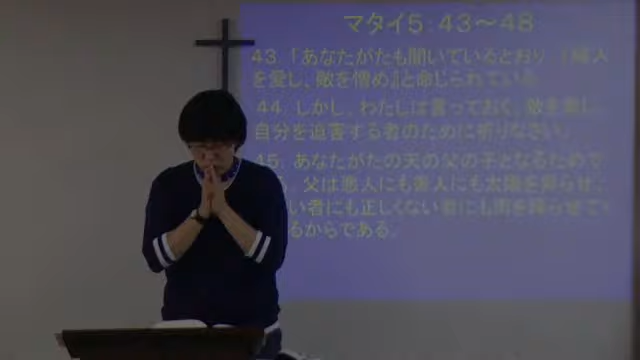 マタイ5:43~48
43.「あなたがたも聞いているとおり、『隣人
を愛し、敵を憎め』と命じられている。
44. しかし、わたしは言っておく。敵を愛し、
自分を迫害する者のために祈りなさい。
45. あなたがたの天の父の子となるためで
父は悪人にも善人にも太陽を昇らせ、
い者にも正しくない者にも雨を降らせて
るからである。